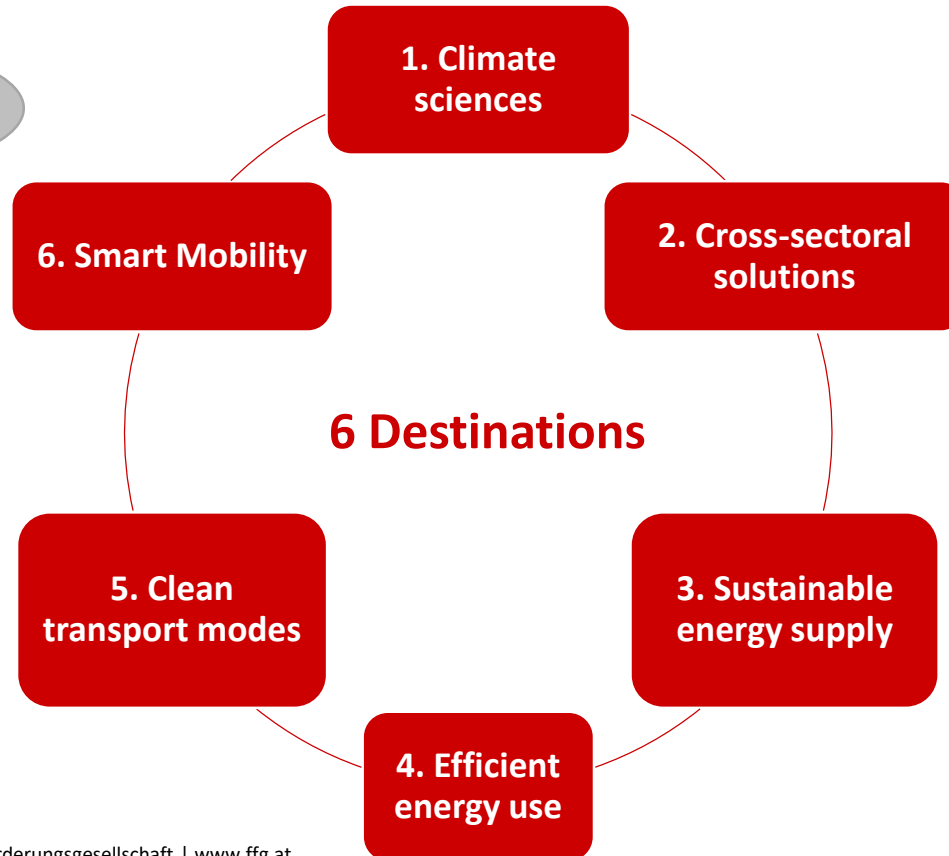 1. Climate
sciences
6. Smart Mobility
2. Cross-sectoral
solutions
6 Destinations
5. Clean
transport modes
3. Sustainable
energy supply
4. Efficient
energy use
rderungsgesellschaft | www.ffg.at